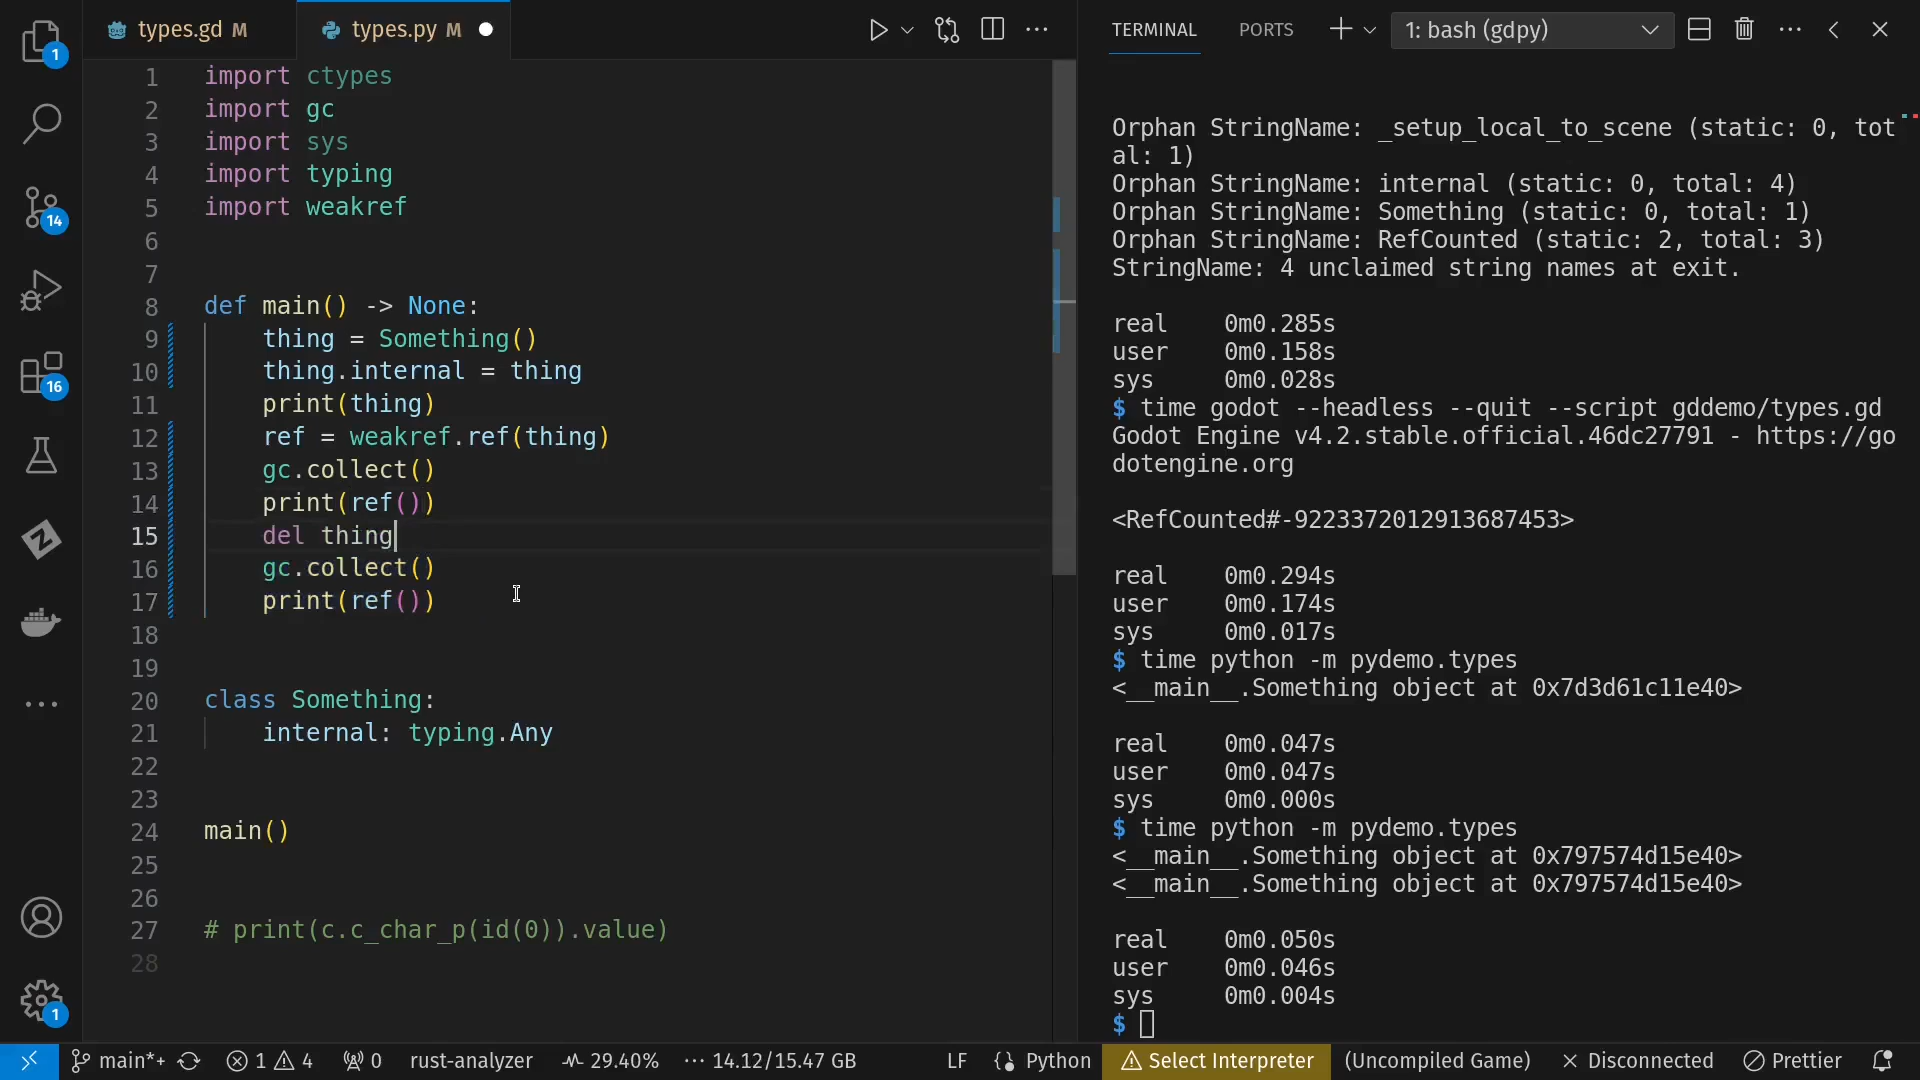 types.gd M
types.py M
TERMINAL
PORTS
1: bash (gdpy)
1
14
16
1
1 import ctypes
2 import gc
3 import sys
4 import typing
5 import weakref
6
7
8 def main() -> None:
9 thing = Something()
10 thing.internal = thing
11 print(thing)
12 ref = weakref.ref(thing)
13 gc.collect()
14 print(ref())
15 del thing
16 gc.collect()
17 print(ref())
18
19
20 class Something:
21 internal: typing.Any
22
23
24 main()
25
26
27 # print(c.c_char_p(id(0)).value)
28
Orphan StringName: _setup_local_to_scene (static: 0, tot
al: 1)
Orphan StringName: internal (static: 0, total: 4)
Orphan StringName: Something (static: 0, total: 1)
Orphan StringName: RefCounted (static: 2, total: 3)
StringName: 4 unclaimed string names at exit.
real 0m0.285s
user 0m0.158s
sys 0m0.028s
$ time godot --headless --quit --script gddemo/types.gd
Godot Engine v4.2.stable.official.46dc27791 - https://go
dotengine.org
<RefCounted#-9223372012913687453>
real 0m0.294s
user 0m0.174s
sys 0m0.017s
$ time python -m pydemo.types
<__main__.Something object at 0x7d3d61c11e40>
real 0m0.047s
user 0m0.047s
sys 0m0.000s
$ time python -m pydemo.types
<__main__.Something object at 0x797574d15e40>
<__main__.Something object at 0x797574d15e40>
real 0m0.050s
user 0m0.046s
sys 0m0.004s
$
main*+ 1 4 0 rust-analyzer 29.40% 14.12/15.47 GB LF Python Select Interpreter (Uncompiled Game) Disconnected Prettier